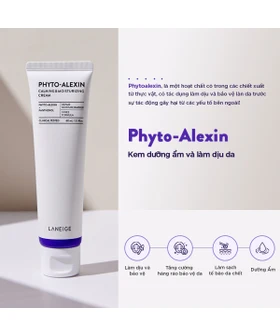 PHYTO-ALEXIN
CREAM
LANEIGE
Phytoalexin, là một hoạt chất có trong các chiết xuất
từ thực vật, có tác dụng làm dịu và bảo vệ làn da trước
sự tác động gây hại từ các yếu tố bên ngoài!
Phyto-Alexin
Kem dưỡng ẩm và làm dịu da
Làm dịu và
bảo vệ
Tăng cường
hàng rào bảo vệ da
Làm sạch
tế bào da chết
Dưỡng Ẩm